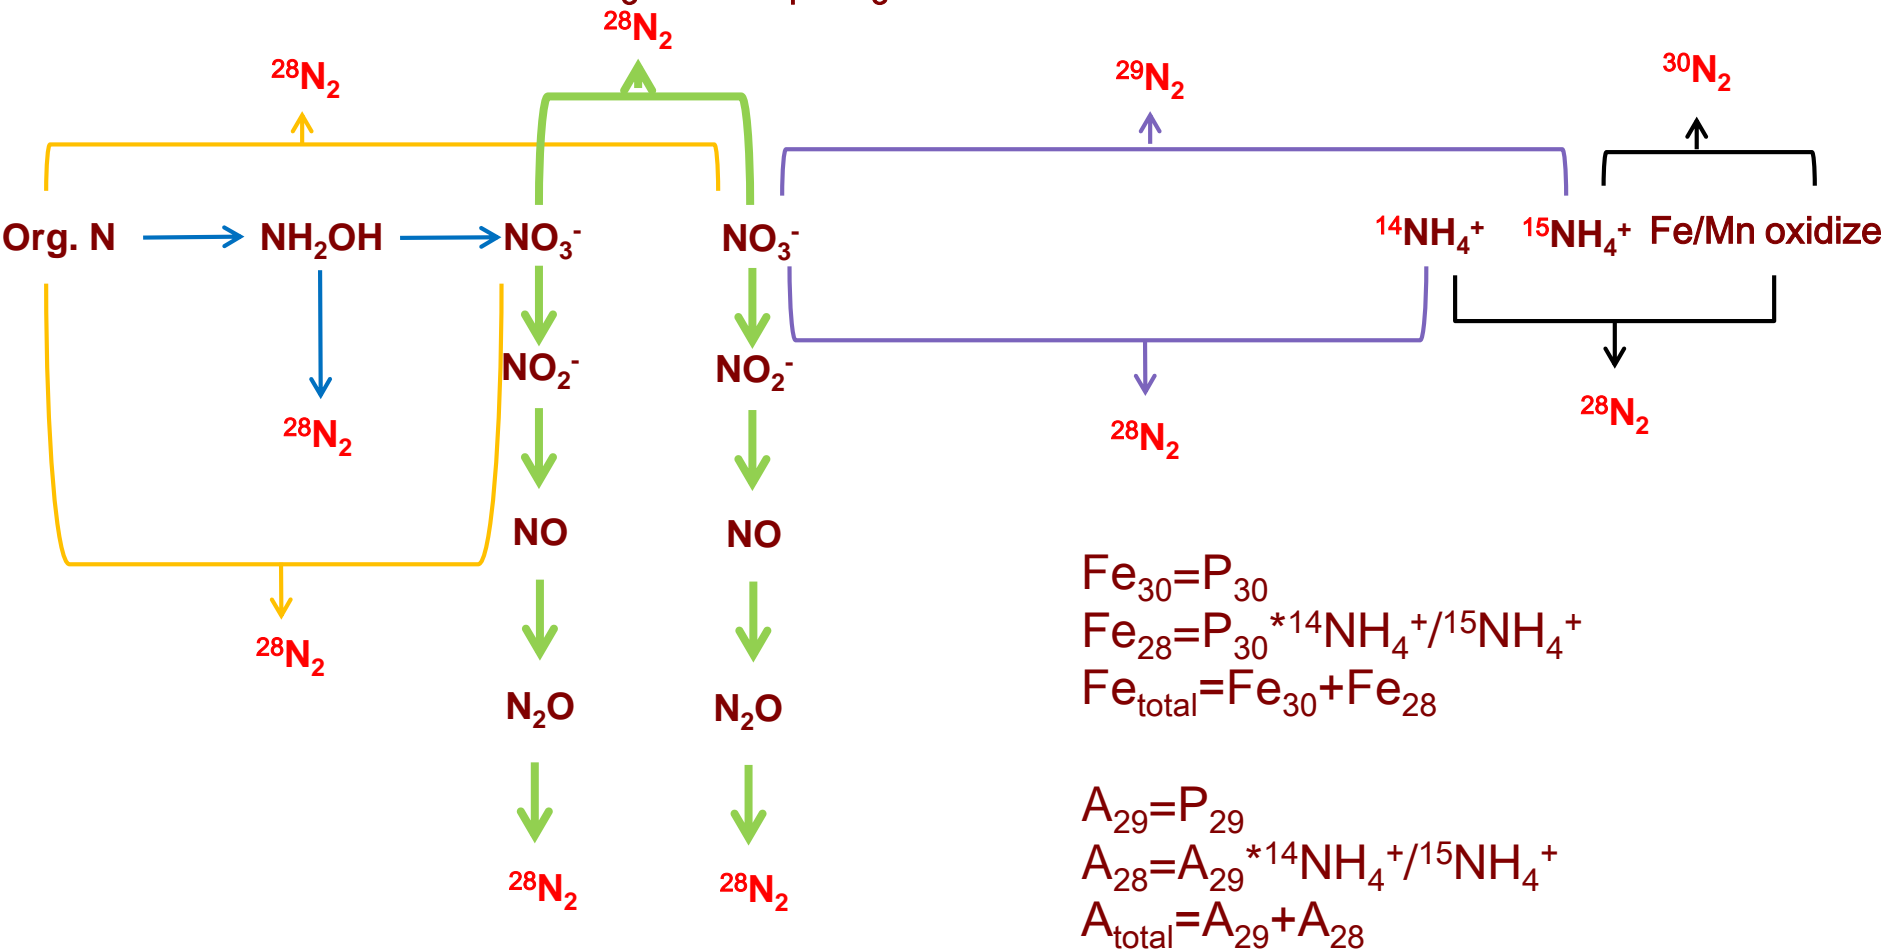 ²⁸N₂
²⁸N₂ ²⁹N₂ ³⁰N₂
Org. N NH₂OH NO₃⁻ NO₃⁻ ¹⁴NH₄⁺ ¹⁵NH₄⁺ Fe/Mn oxidize
NO₂⁻ NO₂⁻
²⁸N₂ ²⁸N₂ ²⁸N₂
NO NO
²⁸N₂
N₂O N₂O
²⁸N₂ ²⁸N₂
Fe₃₀=P₃₀
Fe₂₈=P₃₀*¹⁴NH₄⁺/¹⁵NH₄⁺
Fe_total=Fe₃₀+Fe₂₈
A₂₉=P₂₉
A₂₈=A₂₉*¹⁴NH₄⁺/¹⁵NH₄⁺
A_total=A₂₉+A₂₈